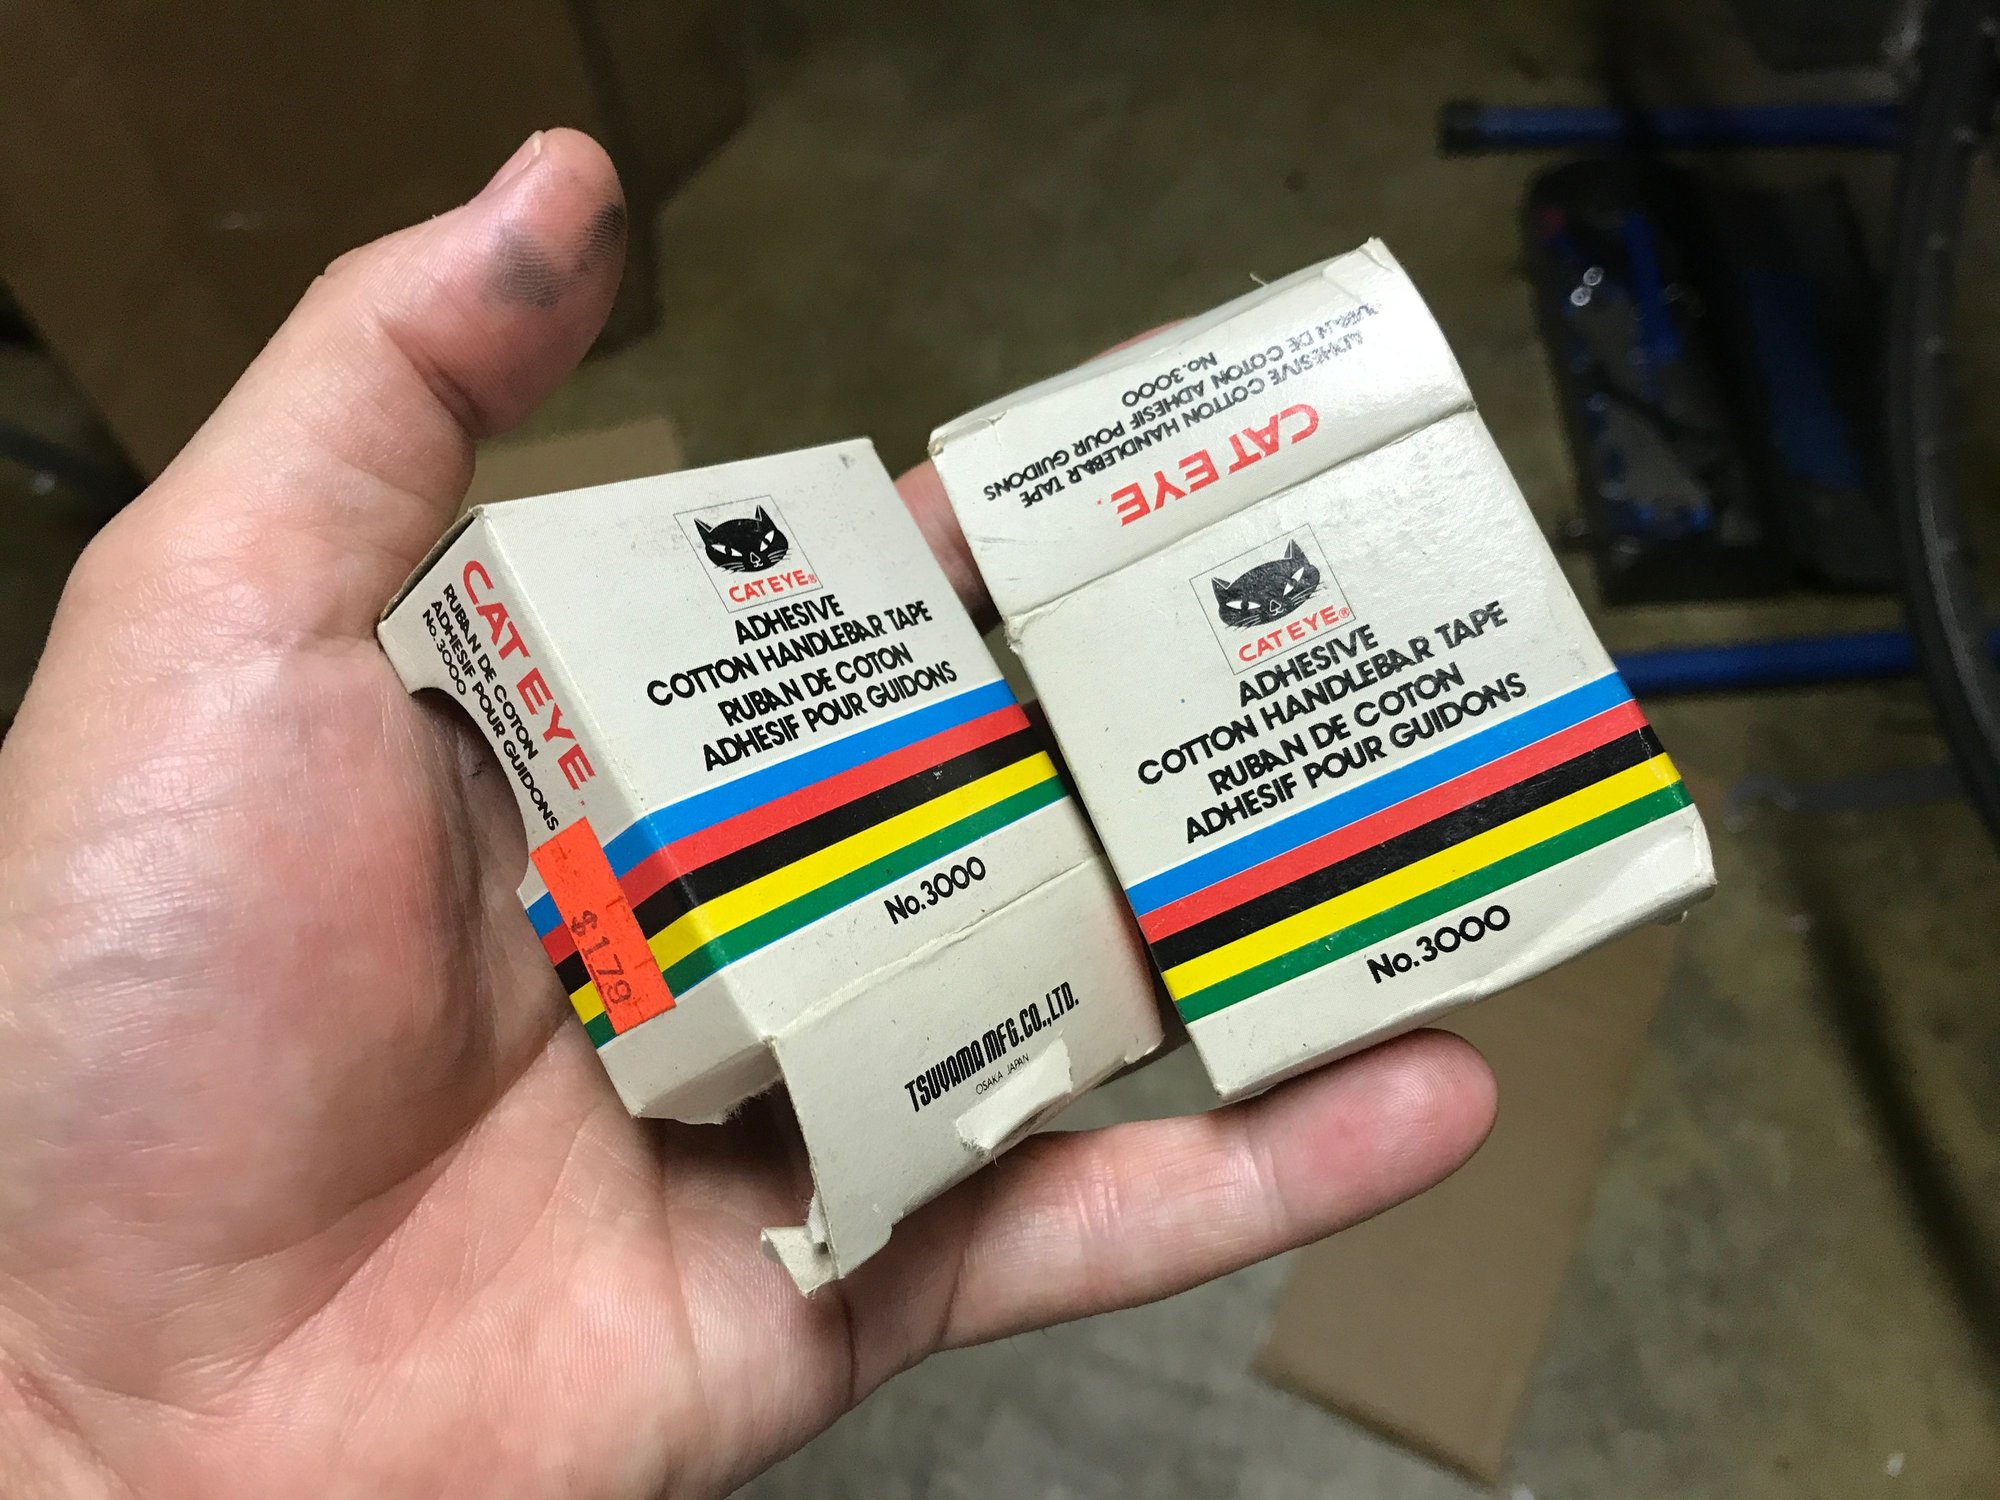 CAT EYE.
RUBAN DE COTON
ADHESIF POUR GUIDONS
No.3000
$1.79
CATEYE®
ADHESIVE
COTTON HANDLEBAR TAPE
RUBAN DE COTON
ADHESIF POUR GUIDONS
No.3000
TSUYAMA MFG.CO.,LTD.
OSAKA JAPAN
CAT EYE.
ADHESIVE COTTON HANDLEBAR TAPE
RUBAN DE COTON ADHESIF POUR GUIDONS
No.3000
CATEYE®
ADHESIVE
COTTON HANDLEBAR TAPE
RUBAN DE COTON
ADHESIF POUR GUIDONS
No.3000